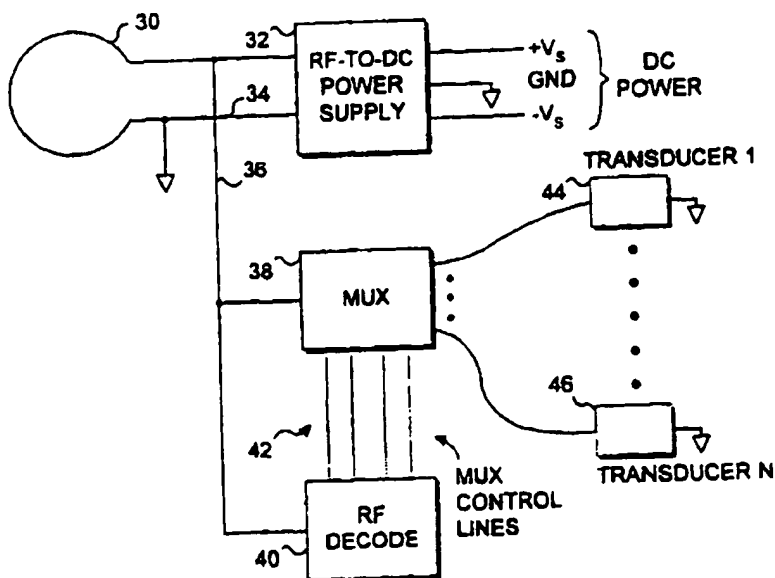 30
32
RF-TO-DC
POWER
SUPPLY
+Vs
GND
-Vs
DC
POWER
34
36
TRANSDUCER 1
44
38
MUX
46
TRANSDUCER N
42
MUX
CONTROL
LINES
RF
DECODE
40